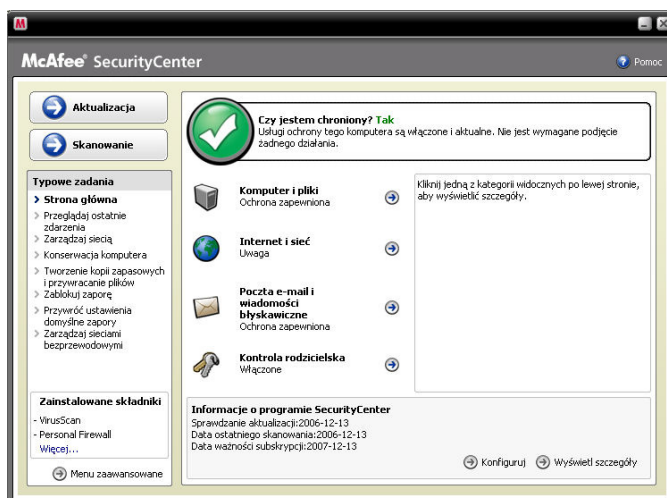 McAfee® SecurityCenter
Pomoc
Aktualizacja
Skanowanie
Typowe zadania
Strona główna
Przeglądaj ostatnie
zdarzenia
Zarządzaj siecią
Konserwacja komputera
Tworzenie kopii zapasowych
i przywracanie plików
Zablokuj zaporę
Przywróć ustawienia
domyślne zapory
Zarządzaj sieciami
bezprzewodowymi
Zainstalowane składniki
- VirusScan
- Personal Firewall
Więcej...
Menu zaawansowane
Czy jestem chroniony? Tak
Usługi ochrony tego komputera są
włączone i aktualne. Nie jest wymagane podjęcie
żadnego działania.
Komputer i pliki
Ochrona zapewniona
Internet i sieć
Uwaga
Poczta e-mail i
wiadomości
błyskawiczne
Ochrona zapewniona
Kontrola rodzicielska
Włączone
Kliknij jedną z kategorii widocznych po lewej stronie,
aby wyświetlić szczegóły.
Informacje o programie SecurityCenter
Sprawdzanie aktualizacji:2006-12-13
Data ostatniego skanowania:2006-12-13
Data ważności subskrypcji:2007-12-13
Konfiguruj
Wyświetl szczegóły